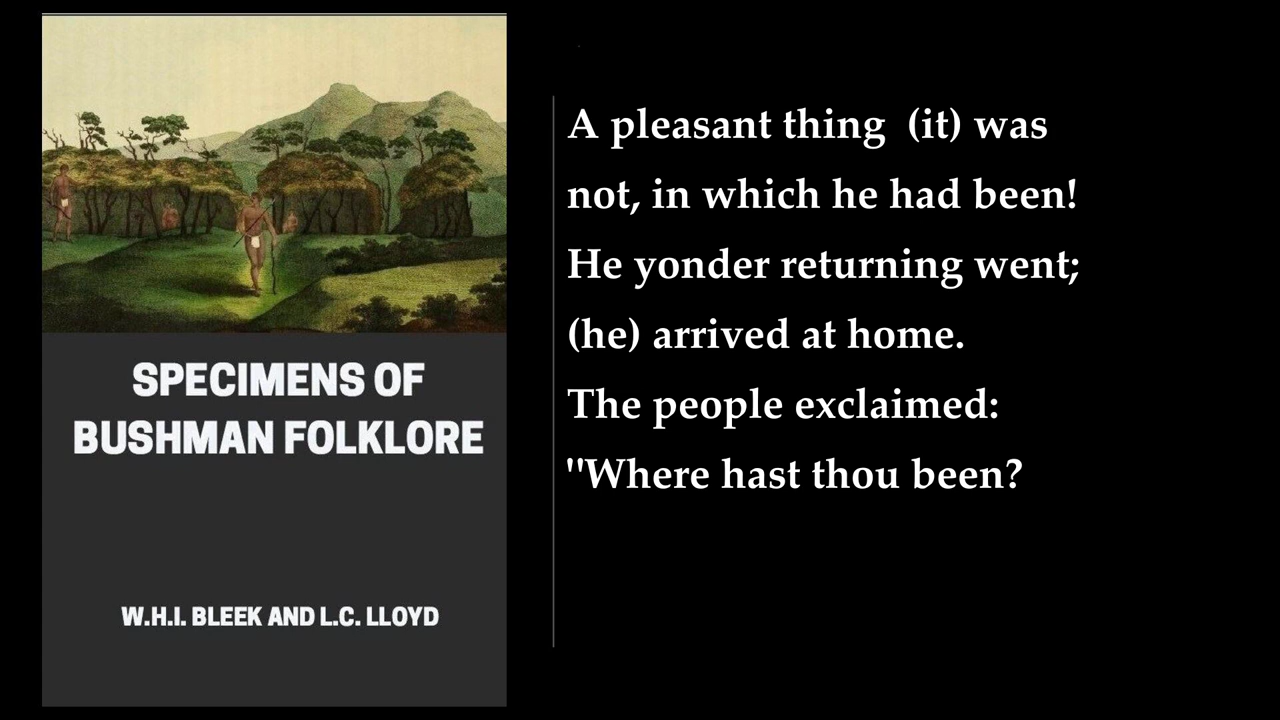 SPECIMENS OF
BUSHMAN FOLKLORE
W.H.I. BLEEK AND L.C. LLOYD
A pleasant thing (it) was
not, in which he had been!
He yonder returning went;
(he) arrived at home.
The people exclaimed:
"Where hast thou been?